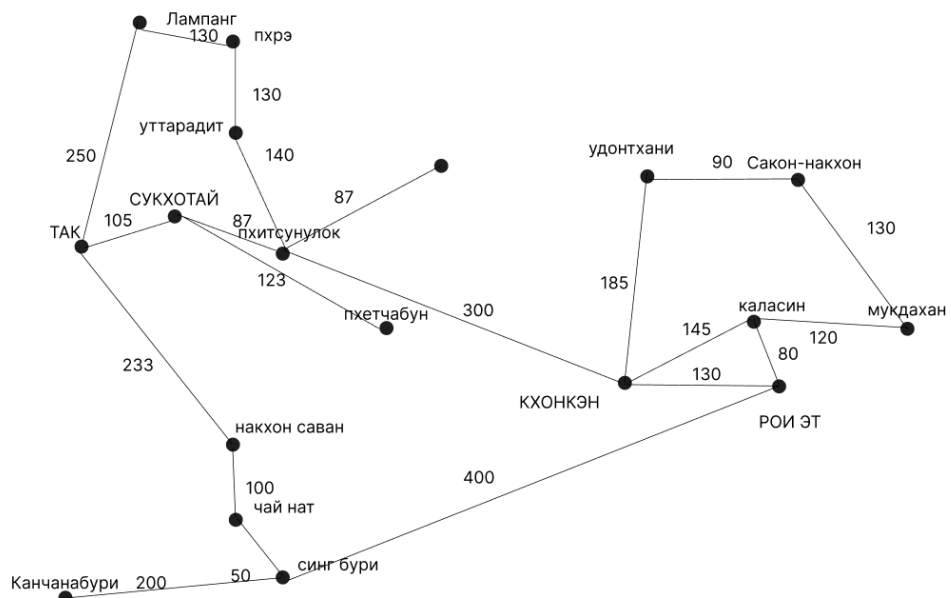 Лампанг
130
пхрэ
130
уттарадит
140
250
87
удонтхани
90
Сакон-накхон
СУКХОТАЙ
105
87
ТАК
пхитсунулок
130
123
185
пхетчабун
300
каласин
мукдахан
145
120
80
233
130
КХОНКЭН
РОИ ЭТ
накхон саван
400
100
чай нат
синг бури
50
200
Канчанабури